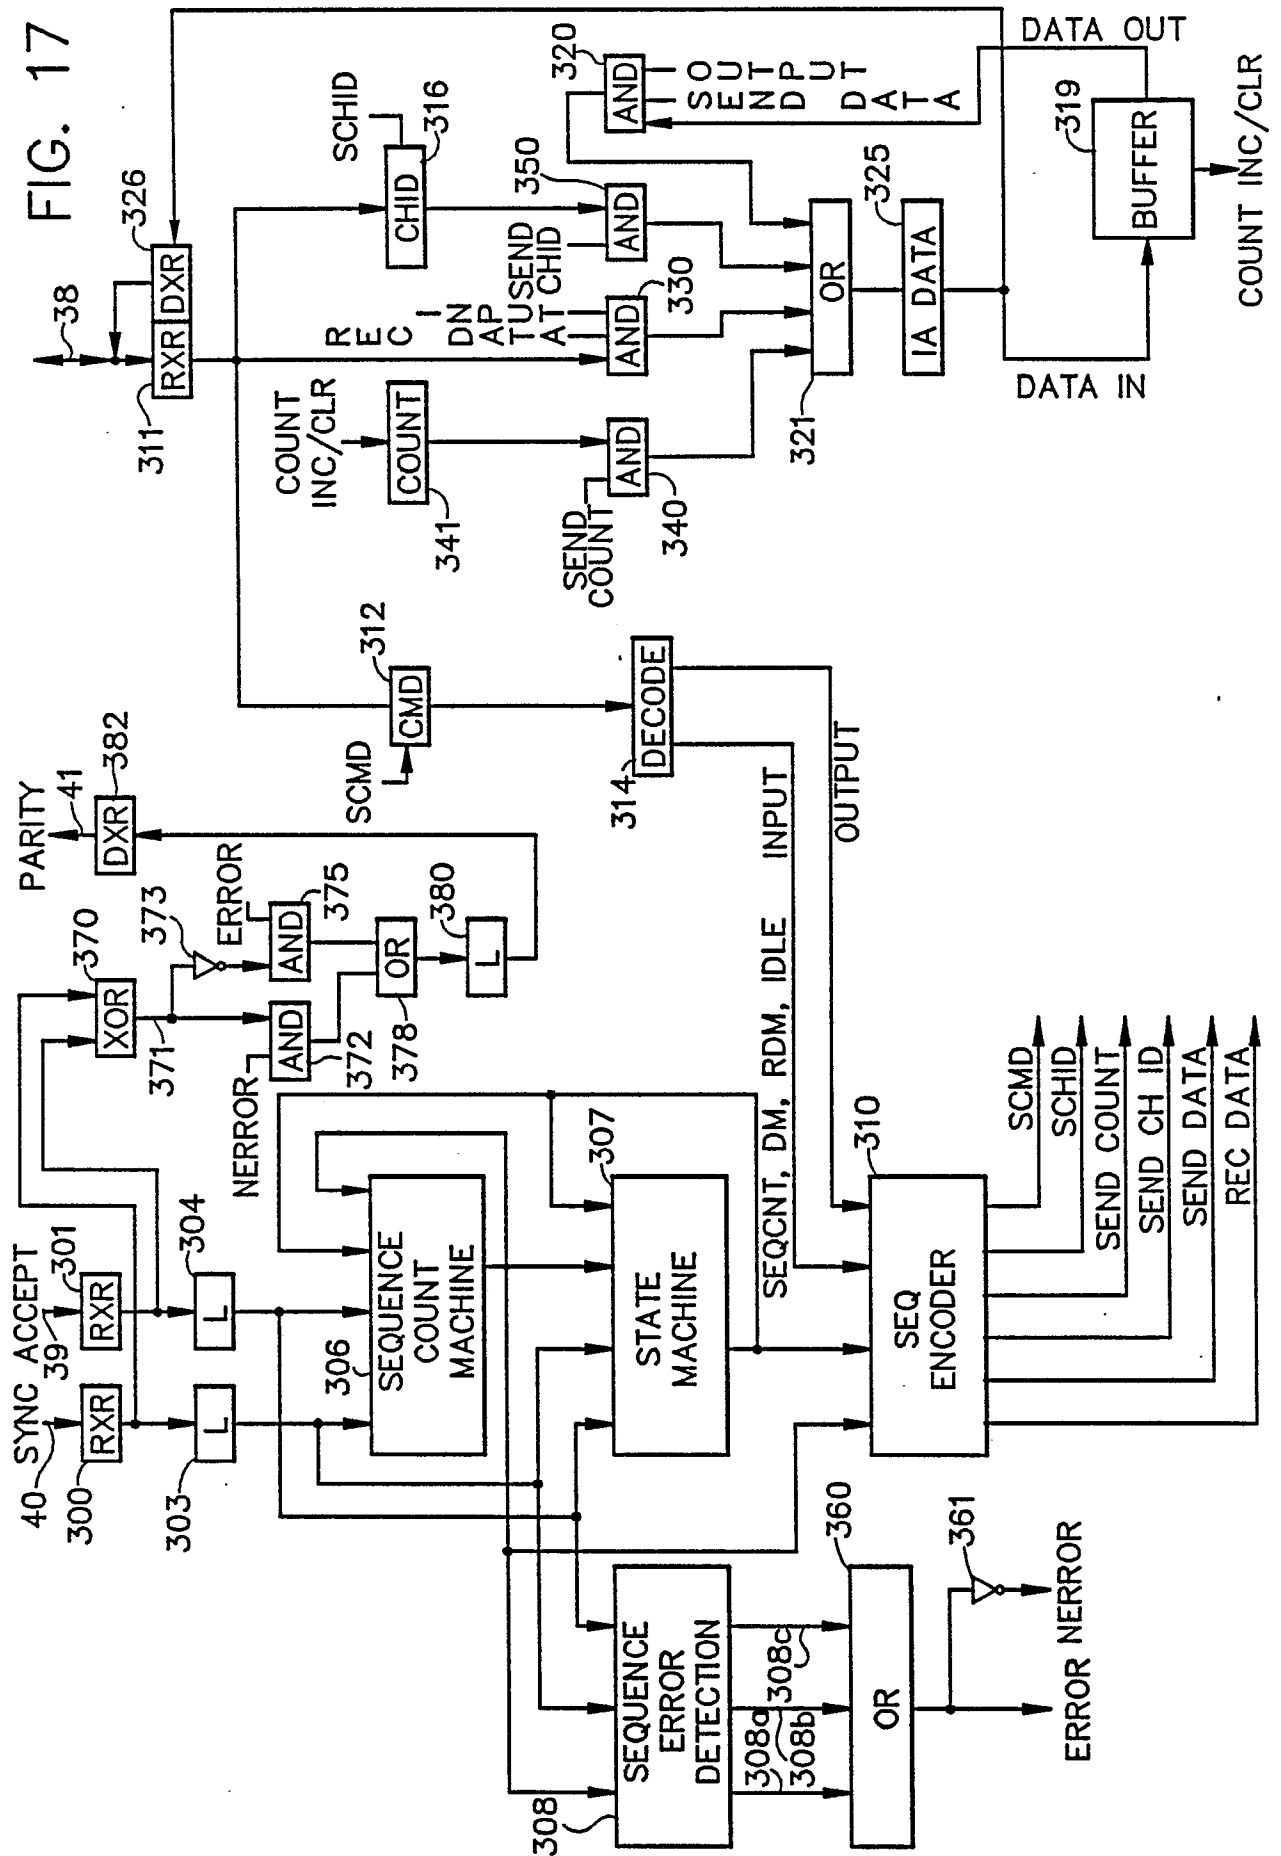 FIG. 17
40
SYNC
39
ACCEPT
300
RXR
301
RXR
303
L
304
L
306
SEQUENCE
COUNT
MACHINE
307
STATE
MACHINE
308
SEQUENCE
ERROR
DETECTION
308a
308b
308c
360
OR
361
ERROR
NERROR
310
SEQ
ENCODER
SEQCNT, DM, RDM, IDLE
INPUT
OUTPUT
SCMD
SCHID
SEND COUNT
SEND CH ID
SEND DATA
REC DATA
370
XOR
371
373
NERROR
AND
372
ERROR
AND
375
378
OR
380
L
PARITY
41
DXR
382
SCMD
CMD
312
314
DECODE
38
311
RXR
DXR
326
COUNT
INC/CLR
COUNT
341
SEND
COUNT
AND
340
REC
DATA
INPUT
AND
330
SCHID
CHID
316
SEND
CHID
AND
350
320
AND
SEND DATA
OUTPUT
321
OR
325
IA DATA
DATA IN
DATA OUT
319
BUFFER
COUNT INC/CLR